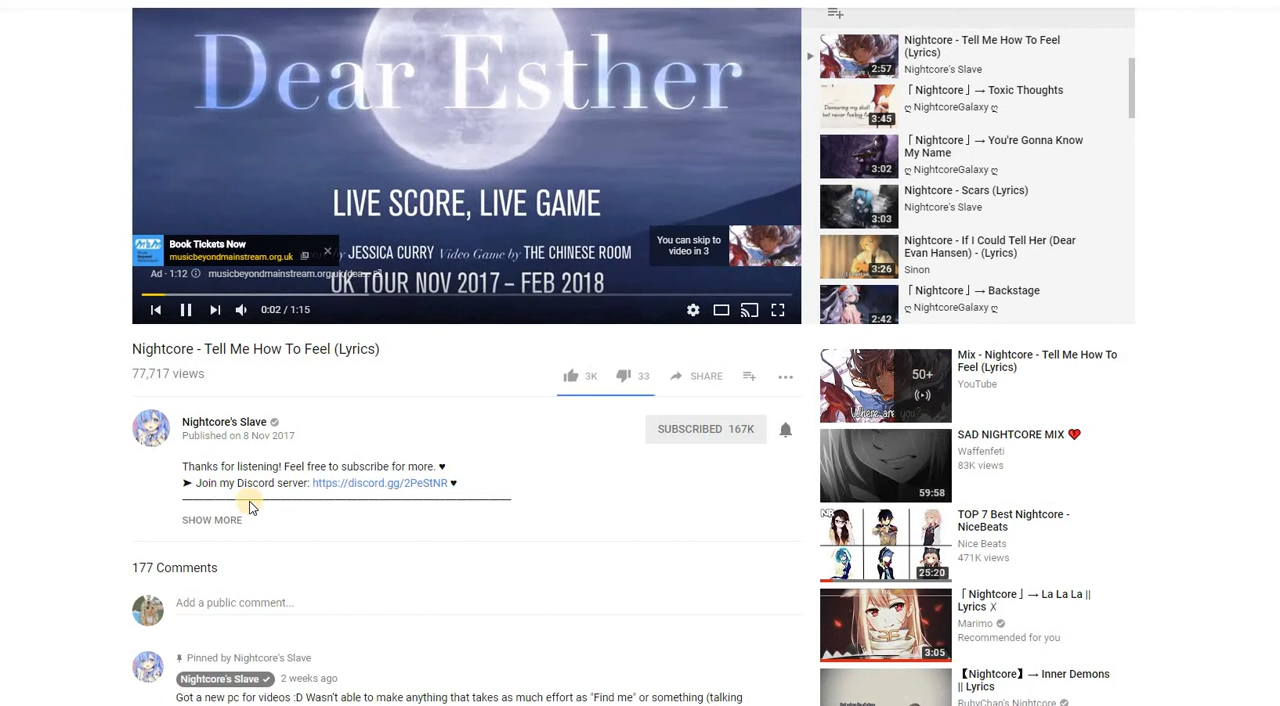 Dear Esther
LIVE SCORE, LIVE GAME
JESSICA CURRY Video Game by THE CHINESE ROOM
UK TOUR NOV 2017 – FEB 2018
Book Tickets Now
musicbeyondmainstream.org.uk
Ad · 1:12
You can skip to
video in 3
0:02 / 1:15
Nightcore - Tell Me How To Feel (Lyrics)
77,717 views
3K
33
SHARE
Nightcore's Slave
Published on 8 Nov 2017
SUBSCRIBED 167K
Thanks for listening! Feel free to subscribe for more. ♥
➤ Join my Discord server: https://discord.gg/2PeStNR ♥
SHOW MORE
177 Comments
Add a public comment...
Pinned by Nightcore's Slave
Nightcore's Slave
2 weeks ago
Got a new pc for videos :D Wasn't able to make anything that takes as much effort as "Find me" or something (talking
Nightcore - Tell Me How To Feel
(Lyrics)
Nightcore's Slave
2:57
「Nightcore」→ Toxic Thoughts
ღ NightcoreGalaxy ღ
3:45
「Nightcore」→ You're Gonna Know
My Name
ღ NightcoreGalaxy ღ
3:02
Nightcore - Scars (Lyrics)
Nightcore's Slave
3:03
Nightcore - If I Could Tell Her (Dear
Evan Hansen) - (Lyrics)
Sinon
3:26
「Nightcore」→ Backstage
ღ NightcoreGalaxy ღ
2:42
Mix - Nightcore - Tell Me How To
Feel (Lyrics)
YouTube
50+
Where are you?
SAD NIGHTCORE MIX 💔
Waffenfeti
83K views
59:58
TOP 7 Best Nightcore -
NiceBeats
Nice Beats
471K views
25:20
「Nightcore」→ La La La ||
Lyrics ✗
Marimo
Recommended for you
3:05
【Nightcore】→ Inner Demons
|| Lyrics
RubyChan's Nightcore